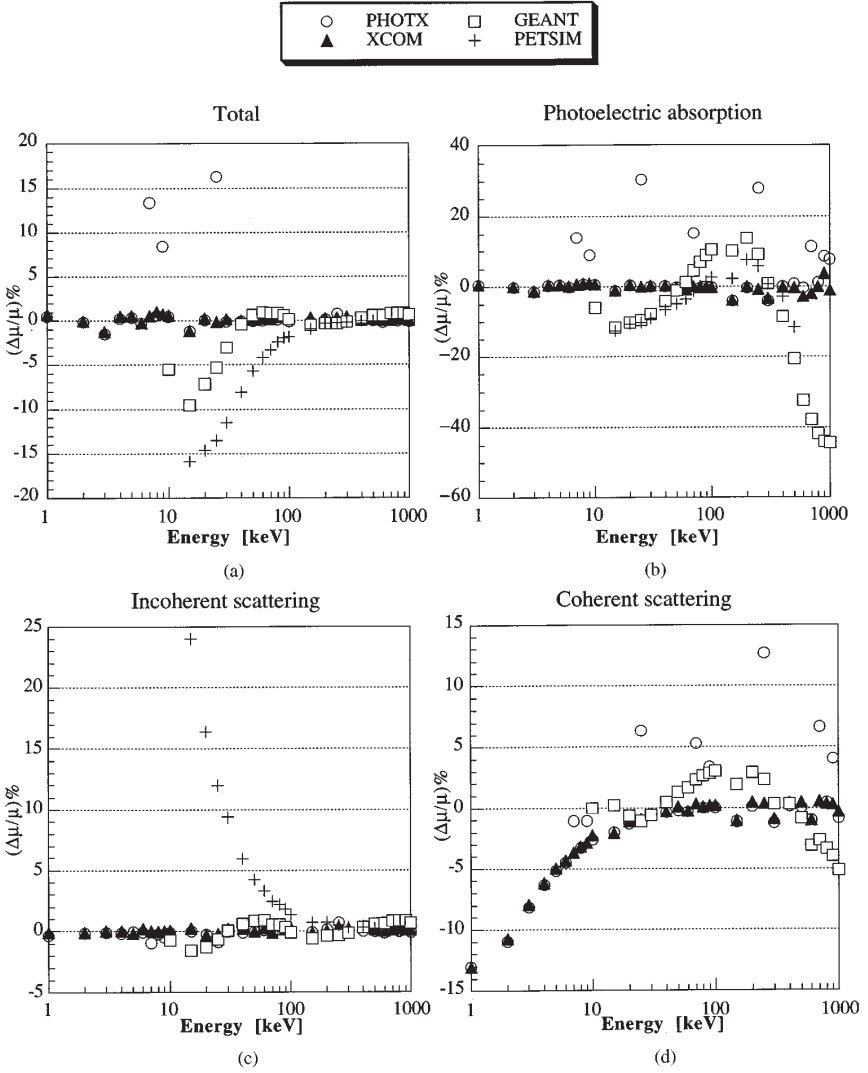 PHOTX GEANT
XCOM PETSIM
Total
20
15
10
5
0
-5
-10
-15
-20
(Δμ/μ)%
1 10 100 1000
Energy [keV]
(a)
Photoelectric absorption
40
20
0
−20
−40
−60
(Δμ/μ)%
1 10 100 1000
Energy [keV]
(b)
Incoherent scattering
25
20
15
10
5
0
-5
(Δμ/μ)%
1 10 100 1000
Energy [keV]
(c)
Coherent scattering
15
10
5
0
-5
-10
-15
(Δμ/μ)%
1 10 100 1000
Energy [keV]
(d)